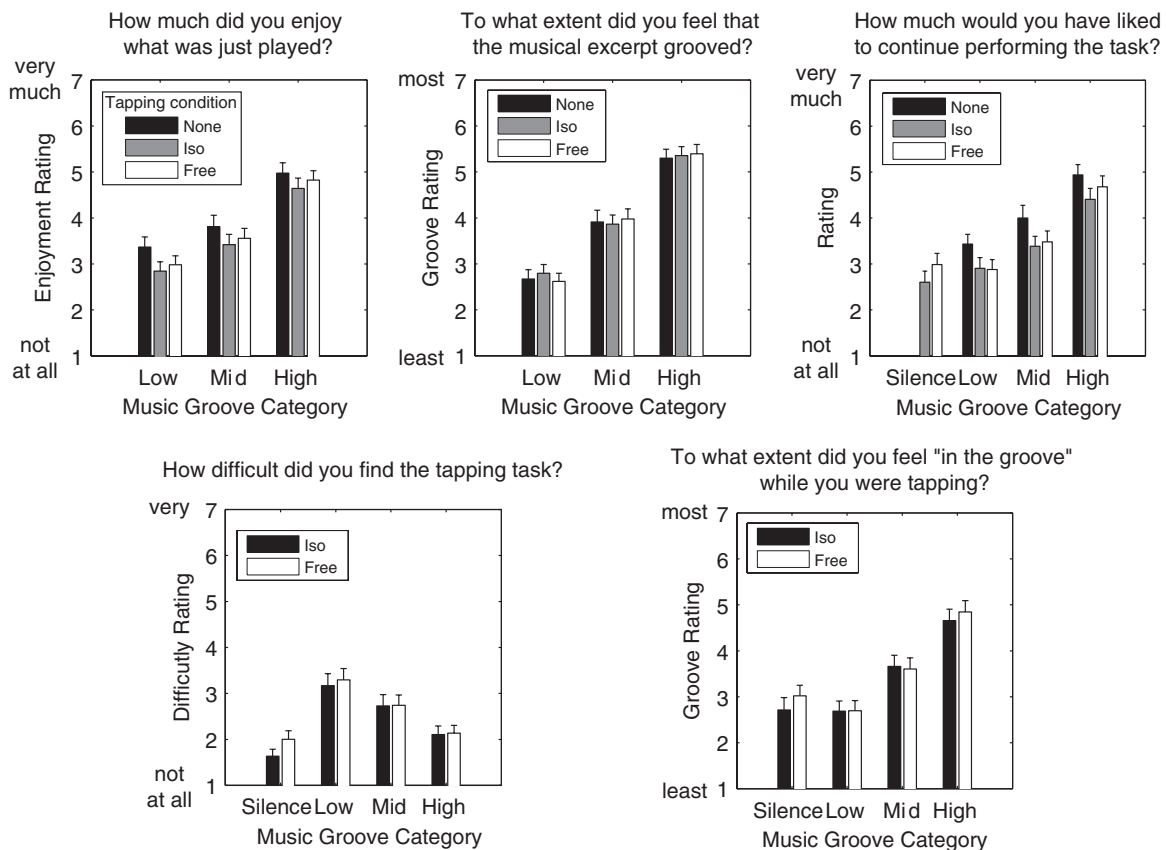 How much did you enjoy
what was just played?
very
much
7
6
5
4
3
2
1
not
at all
Enjoyment Rating
Tapping condition
None
Iso
Free
Low Mid High
Music Groove Category
To what extent did you feel that
the musical excerpt grooved?
most
7
6
5
4
3
2
1
least
Groove Rating
None
Iso
Free
Low Mid High
Music Groove Category
How much would you have liked
to continue performing the task?
very
much
7
6
5
4
3
2
1
not
at all
Rating
None
Iso
Free
Silence Low Mid High
Music Groove Category
How difficult did you find the tapping task?
very
7
6
5
4
3
2
1
not
at all
Difficutly Rating
Iso
Free
Silence Low Mid High
Music Groove Category
To what extent did you feel "in the groove"
while you were tapping?
most
7
6
5
4
3
2
1
least
Groove Rating
Iso
Free
Silence Low Mid High
Music Groove Category